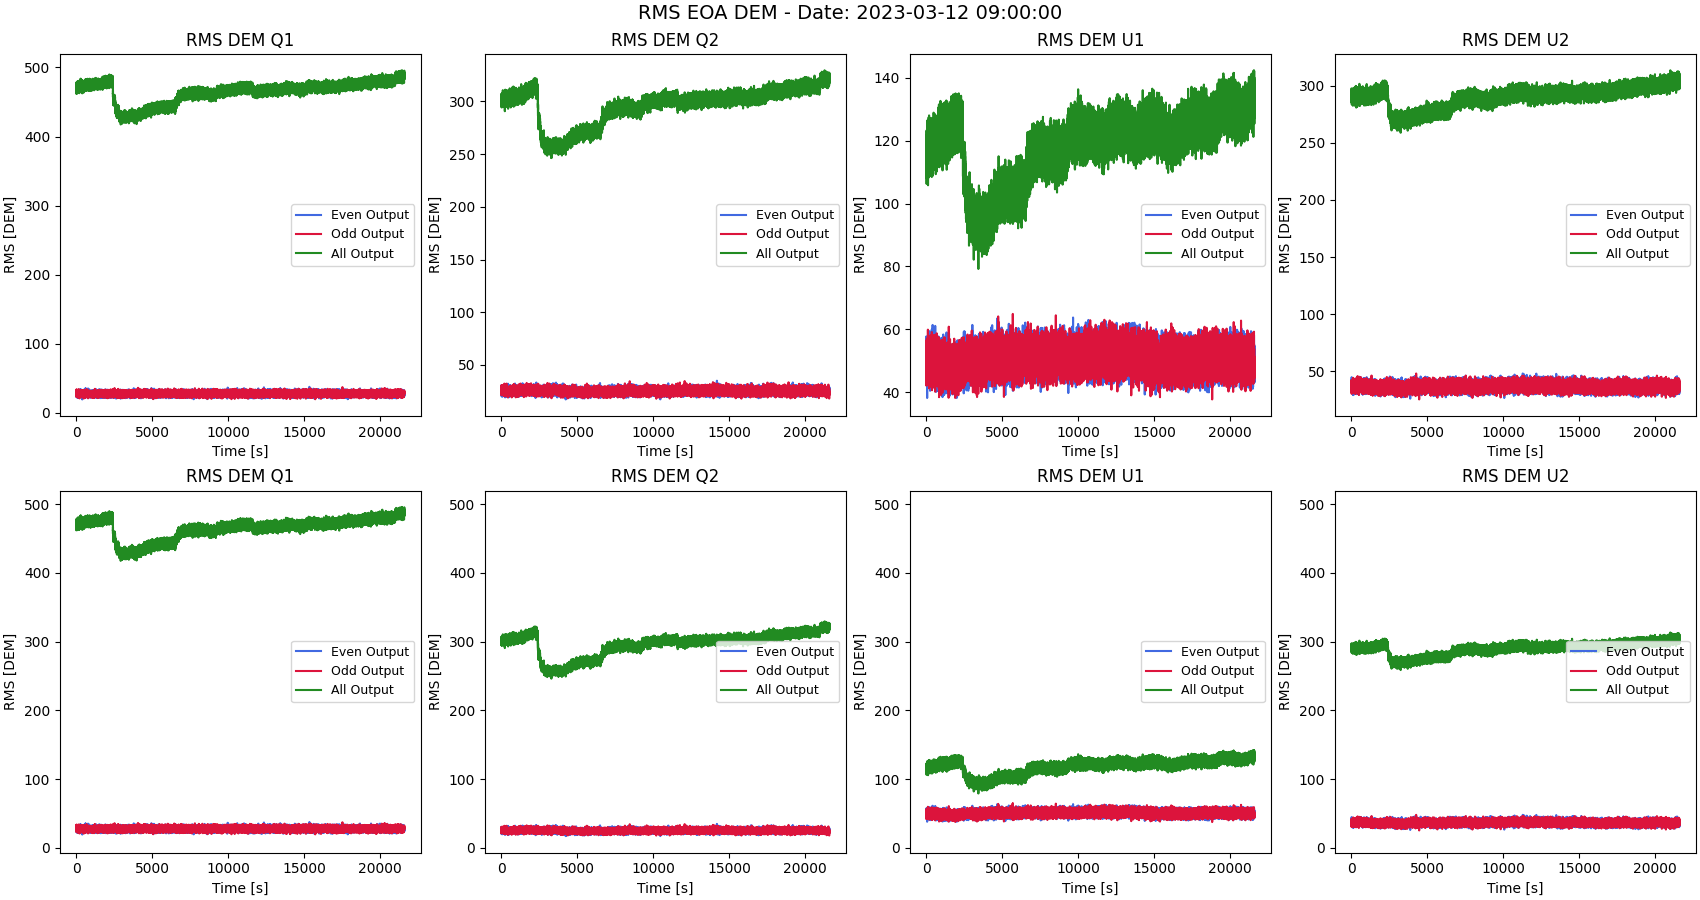 RMS EOA DEM - Date: 2023-03-12 09:00:00
RMS DEM Q1
RMS [DEM]
500
400
300
200
100
0
Even Output
Odd Output
All Output
0 5000 10000 15000 20000
Time [s]
RMS DEM Q2
RMS [DEM]
300
250
200
150
100
50
Even Output
Odd Output
All Output
0 5000 10000 15000 20000
Time [s]
RMS DEM U1
RMS [DEM]
140
120
100
80
60
40
Even Output
Odd Output
All Output
0 5000 10000 15000 20000
Time [s]
RMS DEM U2
RMS [DEM]
300
250
200
150
100
50
Even Output
Odd Output
All Output
0 5000 10000 15000 20000
Time [s]
RMS DEM Q1
RMS [DEM]
500
400
300
200
100
0
Even Output
Odd Output
All Output
0 5000 10000 15000 20000
Time [s]
RMS DEM Q2
RMS [DEM]
500
400
300
200
100
0
Even Output
Odd Output
All Output
0 5000 10000 15000 20000
Time [s]
RMS DEM U1
RMS [DEM]
500
400
300
200
100
0
Even Output
Odd Output
All Output
0 5000 10000 15000 20000
Time [s]
RMS DEM U2
RMS [DEM]
500
400
300
200
100
0
Even Output
Odd Output
All Output
0 5000 10000 15000 20000
Time [s]